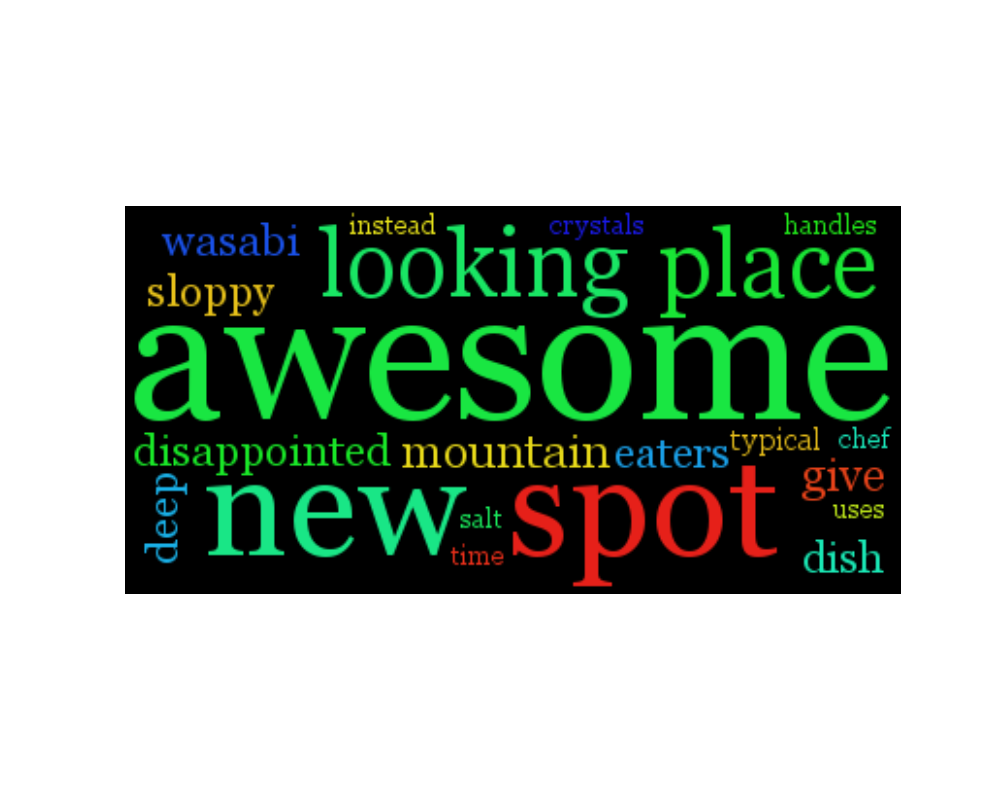 instead crystals handles
wasabi looking place
sloppy
awesome
disappointed mountain eaters typical chef
deep new salt spot give
uses
time dish